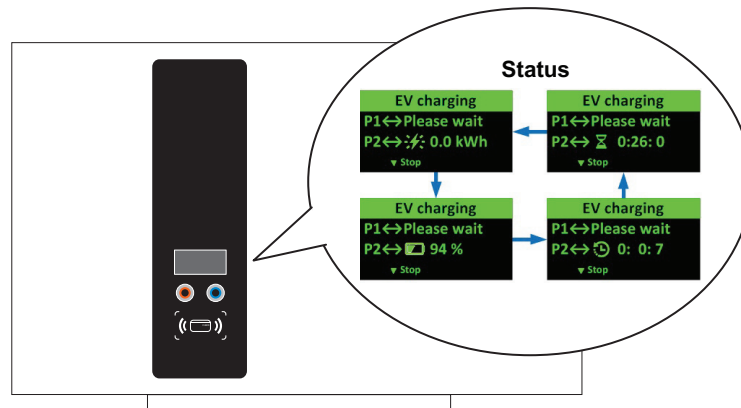 Status
EV charging
P1↔Please wait
P2↔ 0.0 kWh
▼ Stop
EV charging
P1↔Please wait
P2↔ 0:26: 0
▼ Stop
EV charging
P1↔Please wait
P2↔ 94 %
▼ Stop
EV charging
P1↔Please wait
P2↔ 0: 0: 7
▼ Stop